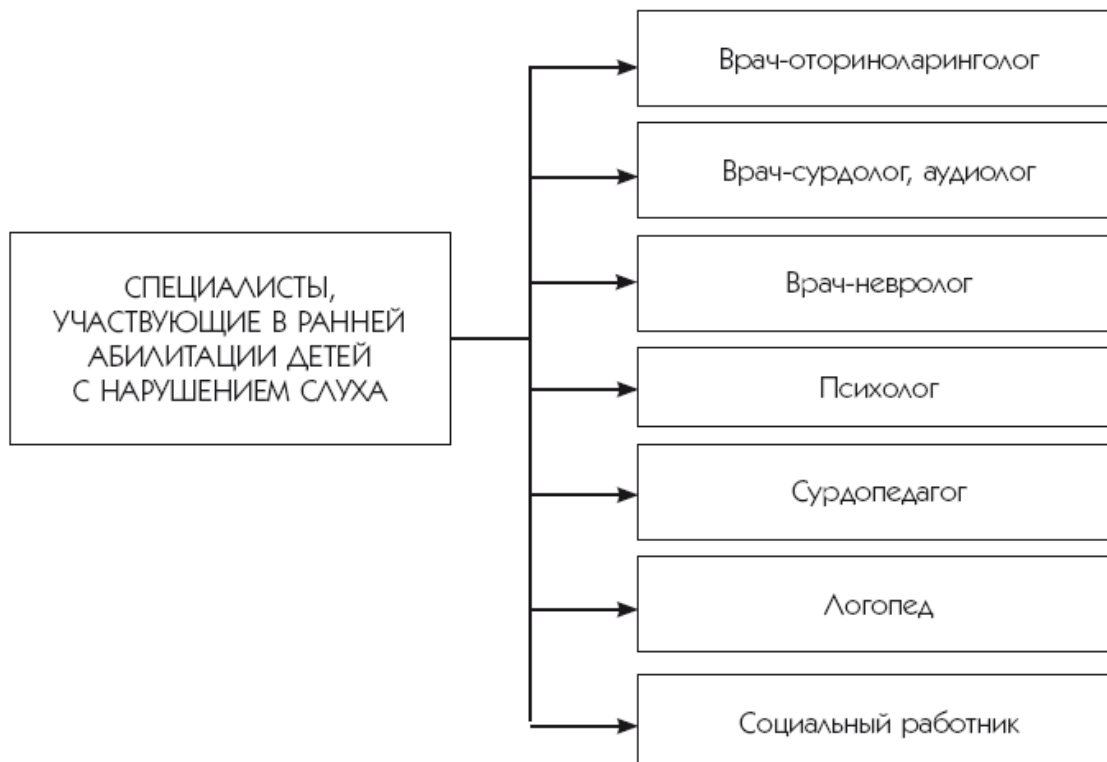 СПЕЦИАЛИСТЫ,
УЧАСТВУЮЩИЕ В РАННЕЙ
АБИЛИТАЦИИ ДЕТЕЙ
С НАРУШЕНИЕМ СЛУХА
Врач-оториноларинголог
Врач-сурдолог, аудиолог
Врач-невролог
Психолог
Сурдопедагог
Логопед
Социальный работник